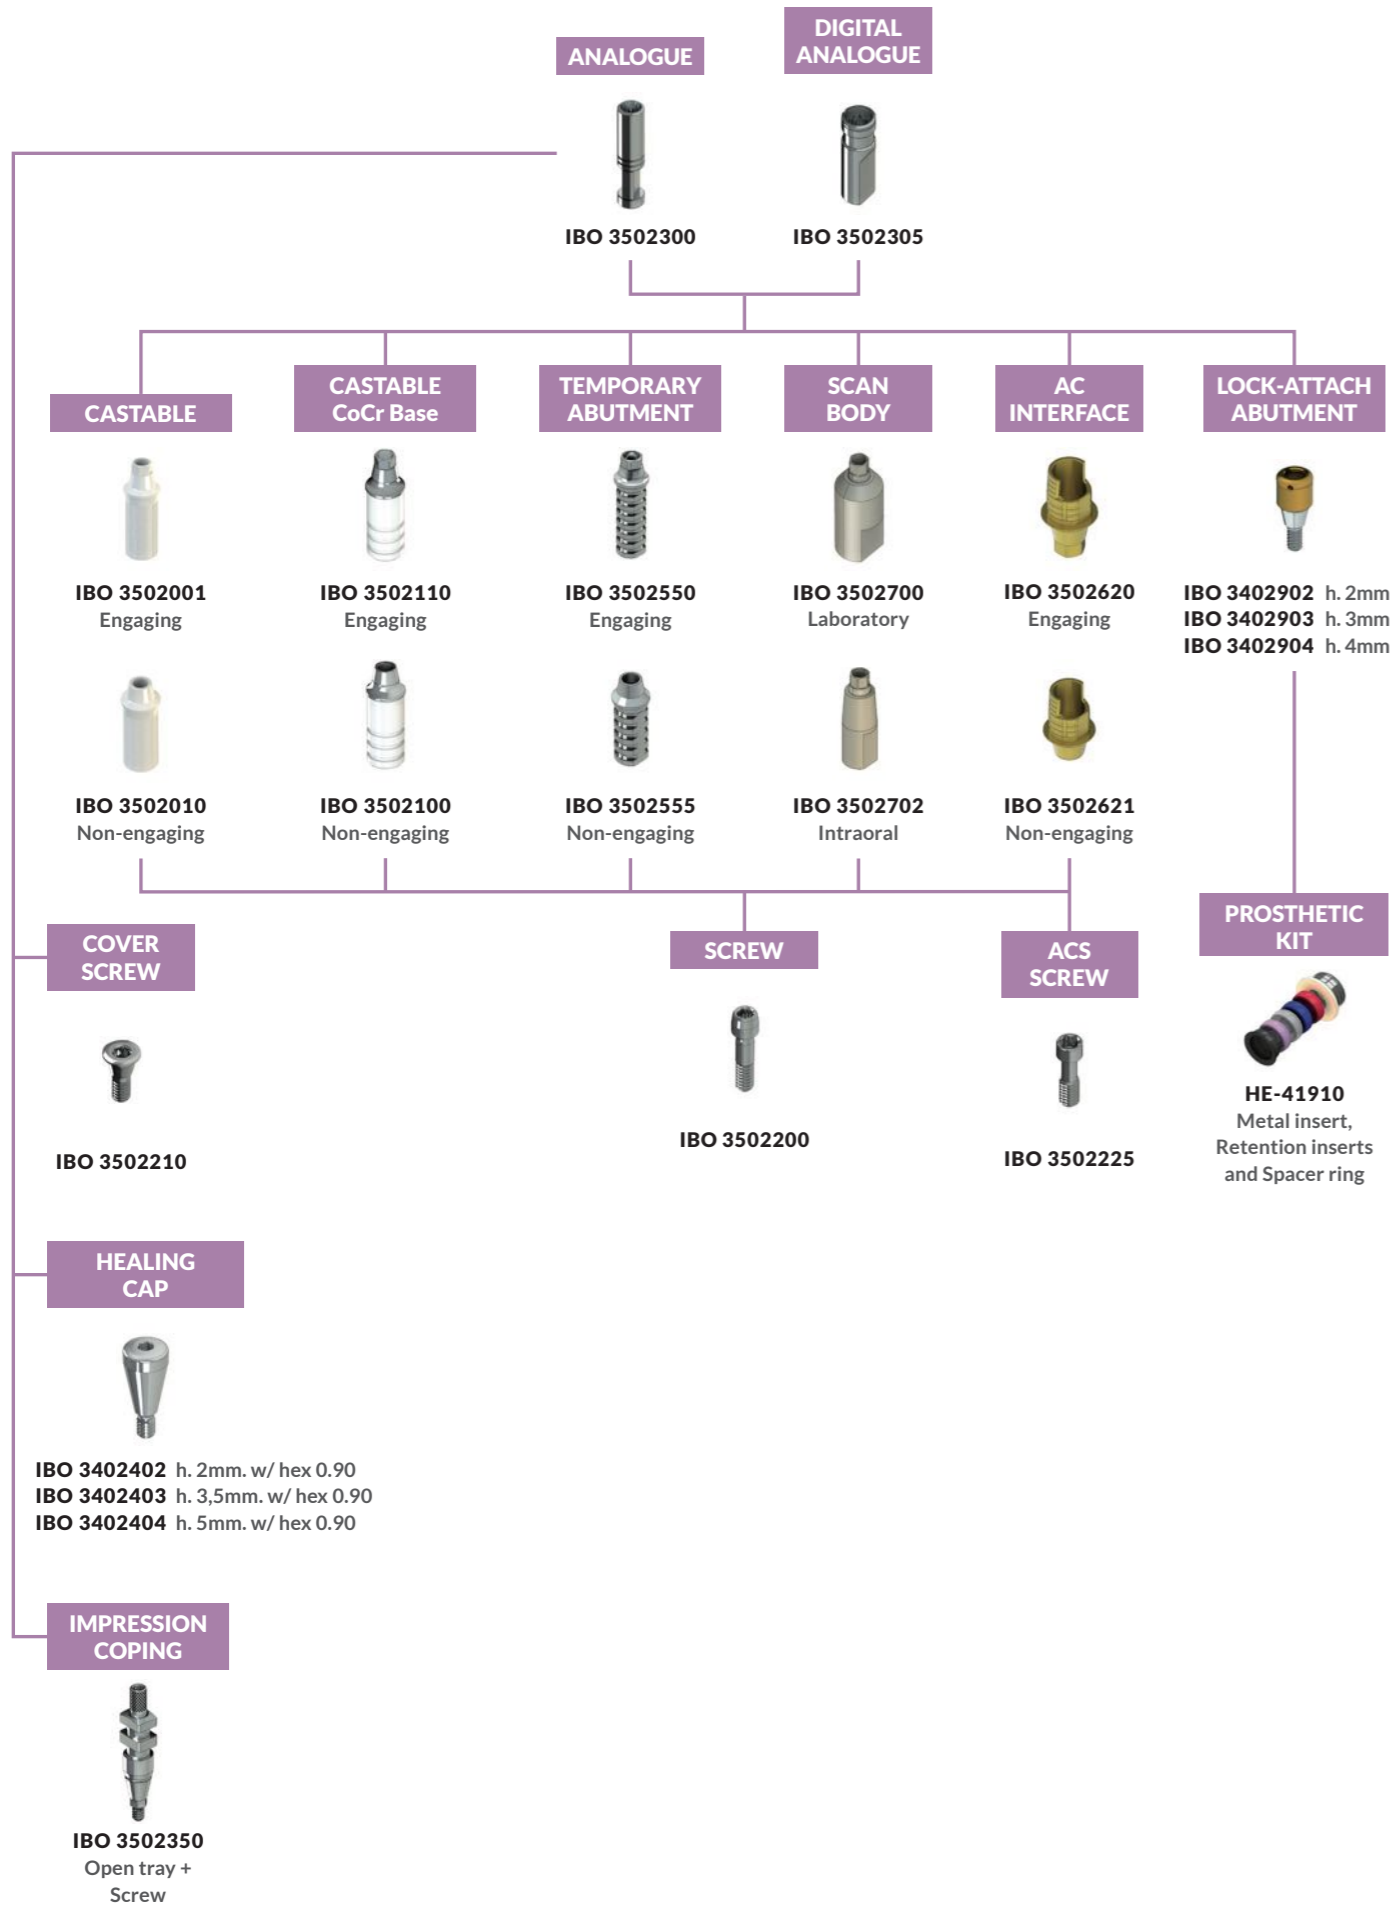 ANALOGUE
DIGITAL
ANALOGUE
IBO 3502300
IBO 3502305
CASTABLE
CASTABLE
CoCr Base
TEMPORARY
ABUTMENT
SCAN
BODY
AC
INTERFACE
LOCK-ATTACH
ABUTMENT
IBO 3502001
Engaging
IBO 3502110
Engaging
IBO 3502550
Engaging
IBO 3502700
Laboratory
IBO 3502620
Engaging
IBO 3402902 h. 2mm
IBO 3402903 h. 3mm
IBO 3402904 h. 4mm
IBO 3502010
Non-engaging
IBO 3502100
Non-engaging
IBO 3502555
Non-engaging
IBO 3502702
Intraoral
IBO 3502621
Non-engaging
COVER
SCREW
SCREW
ACS
SCREW
PROSTHETIC
KIT
IBO 3502210
IBO 3502200
IBO 3502225
HE-41910
Metal insert,
Retention inserts
and Spacer ring
HEALING
CAP
IBO 3402402 h. 2mm. w/ hex 0.90
IBO 3402403 h. 3,5mm. w/ hex 0.90
IBO 3402404 h. 5mm. w/ hex 0.90
IMPRESSION
COPING
IBO 3502350
Open tray +
Screw